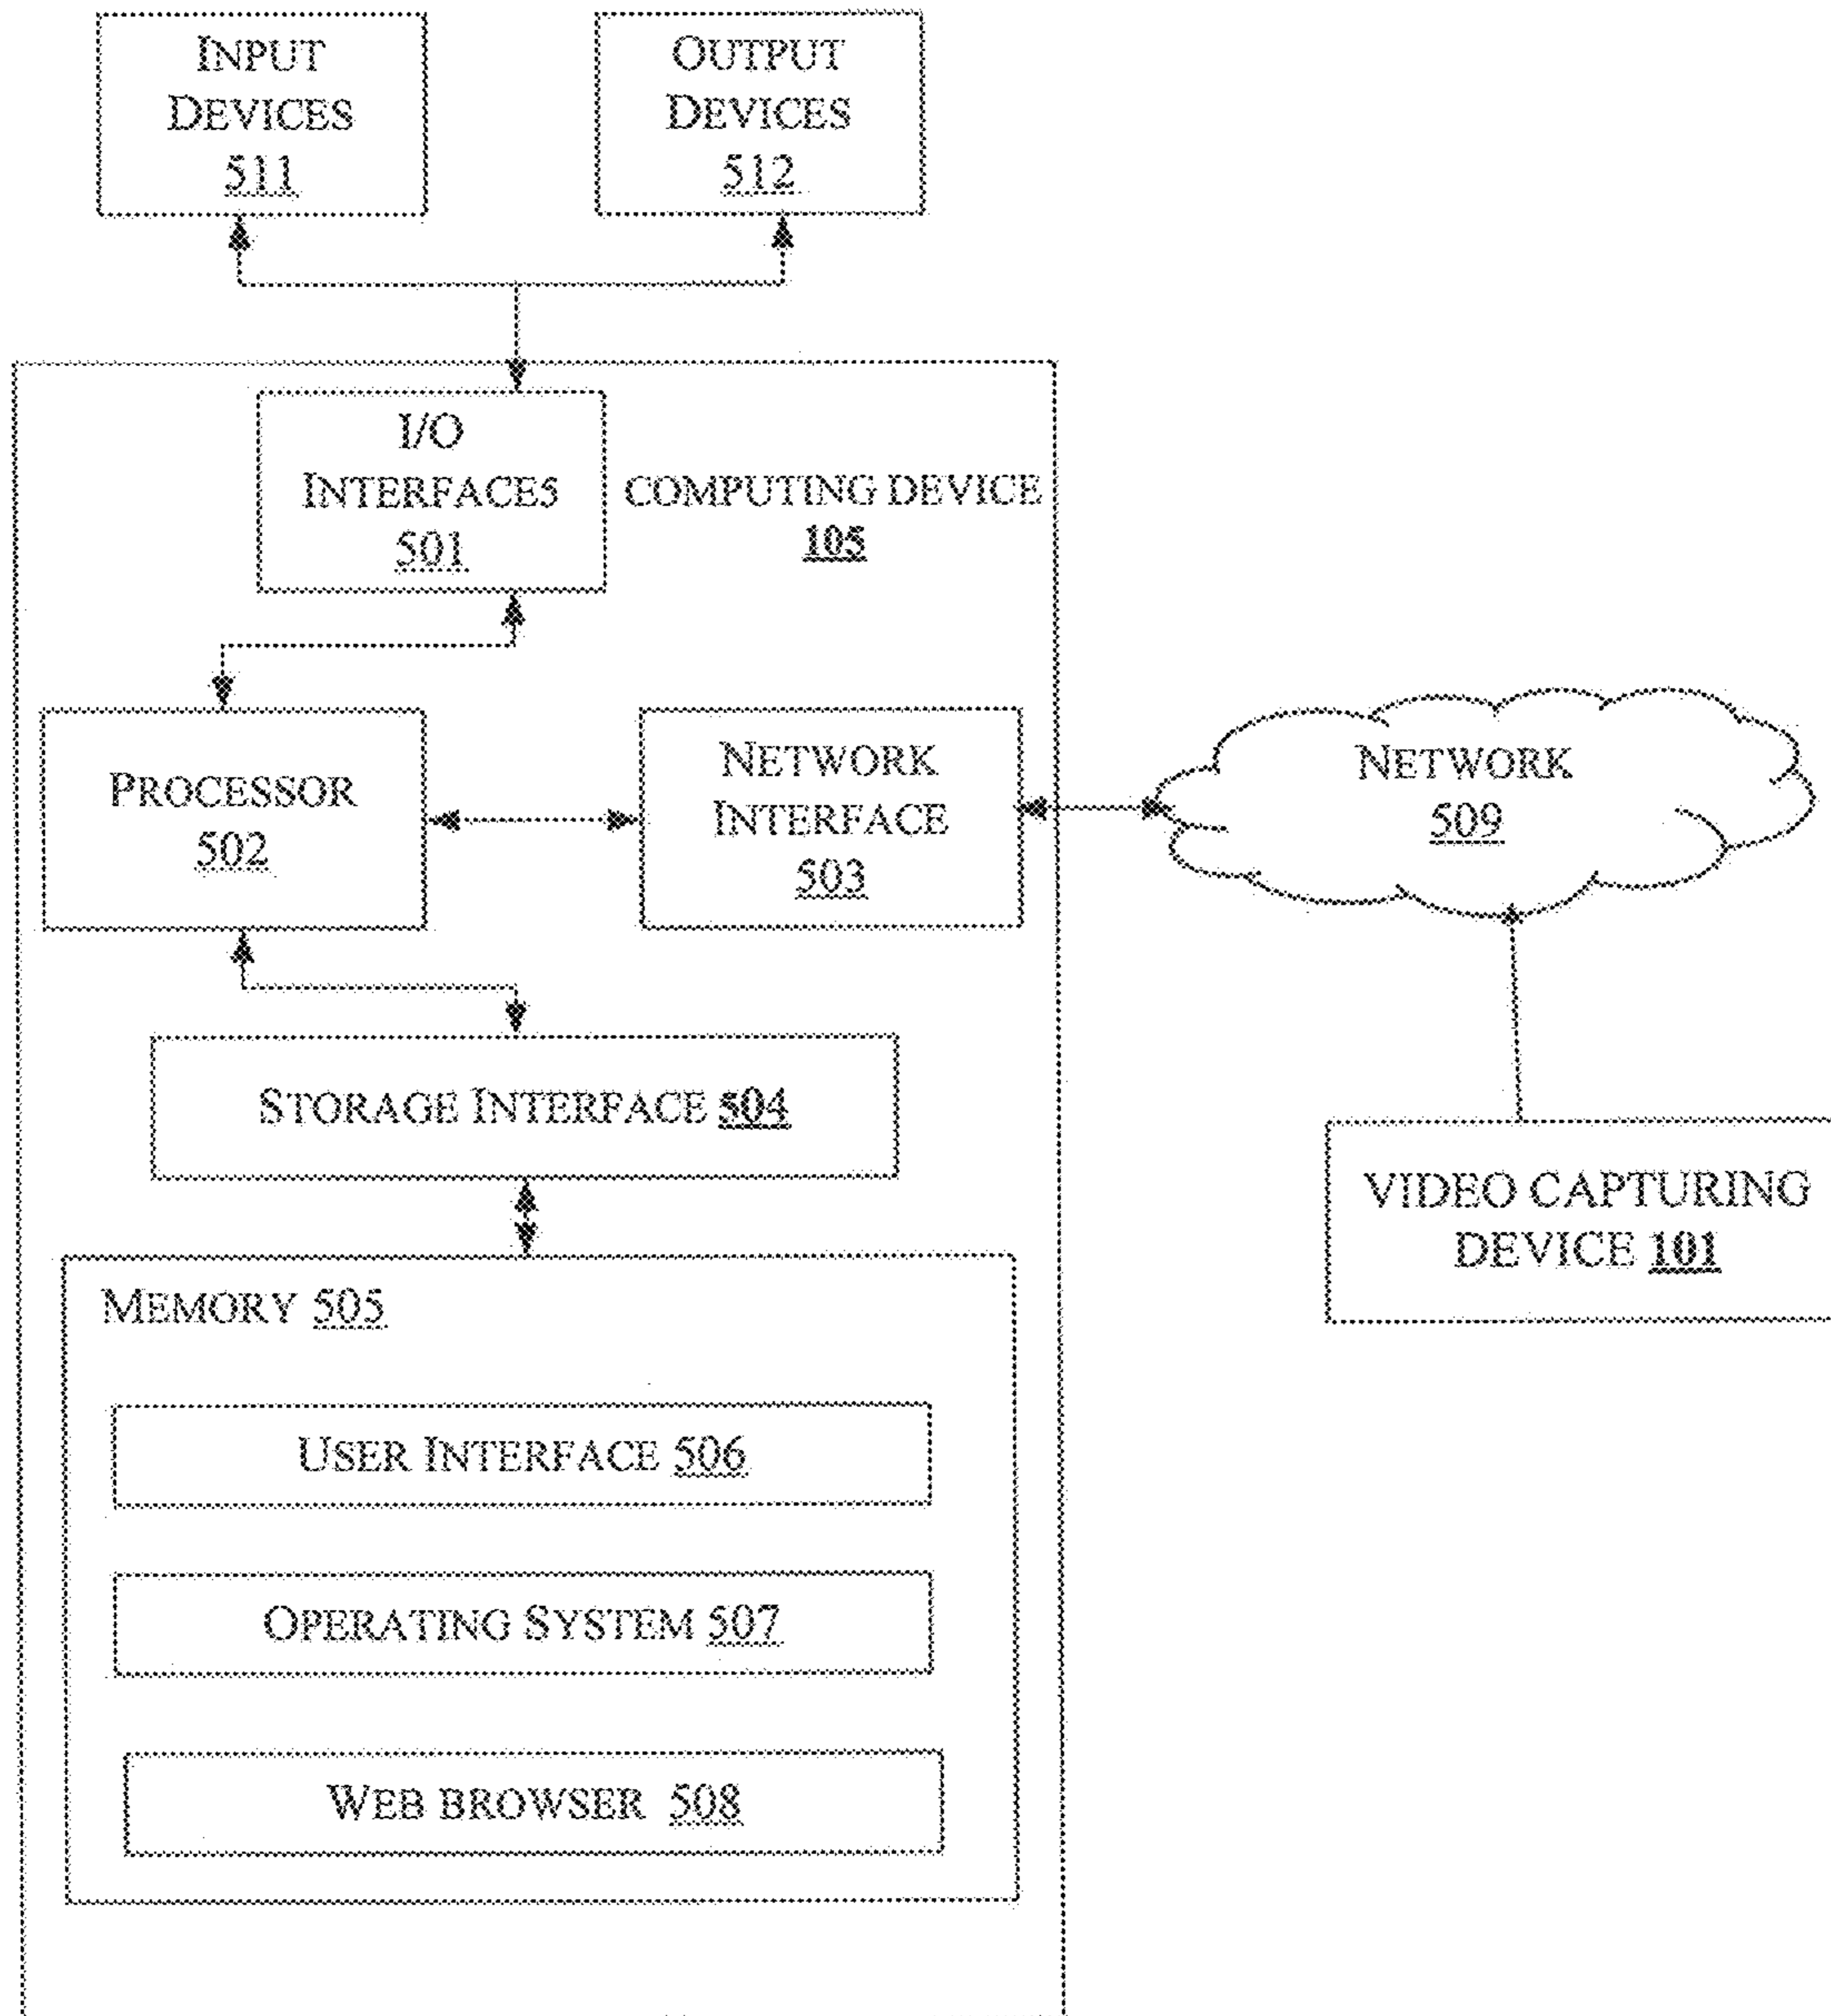 INPUT
DEVICES
511
OUTPUT
DEVICES
512
I/O
INTERFACE5
501
COMPUTING DEVICE
105
PROCESSOR
502
NETWORK
INTERFACE
503
NETWORK
509
STORAGE INTERFACE 504
VIDEO CAPTURING
DEVICE 101
MEMORY 505
USER INTERFACE 506
OPERATING SYSTEM 507
WEB BROWSER 508